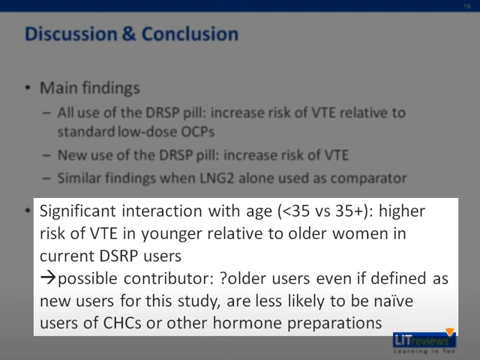 19
Discussion & Conclusion
• Main findings
– All use of the DRSP pill: increase risk of VTE relative to
standard low-dose OCPs
– New use of the DRSP pill: increase risk of VTE
– Similar findings when LNG2 alone used as comparator
• Significant interaction with age (<35 vs 35+): higher
risk of VTE in younger relative to older women in
current DSRP users
→possible contributor: ?older users even if defined as
new users for this study, are less likely to be naïve
users of CHCs or other hormone preparations
LITreviews
Learning in Ten